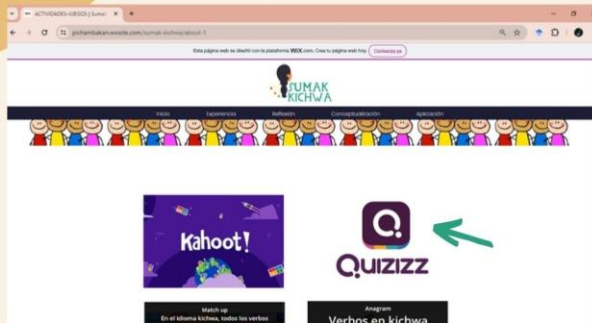 ACTIVIDADES-JUEGOS | Sumak
pichambakan.wixsite.com/sumak-kichwa/about-1
Esta página web se diseñó con la plataforma WIX.com. Crea tu página web hoy. Comienza ya
SUMAK
KICHWA
Inicio Experiencia Reflexión Conceptualización Aplicación
Kahoot!
Q
QUIZIZZ
Match up
En el idioma kichwa, todos los verbos
Anagram
Verbos en kichwa